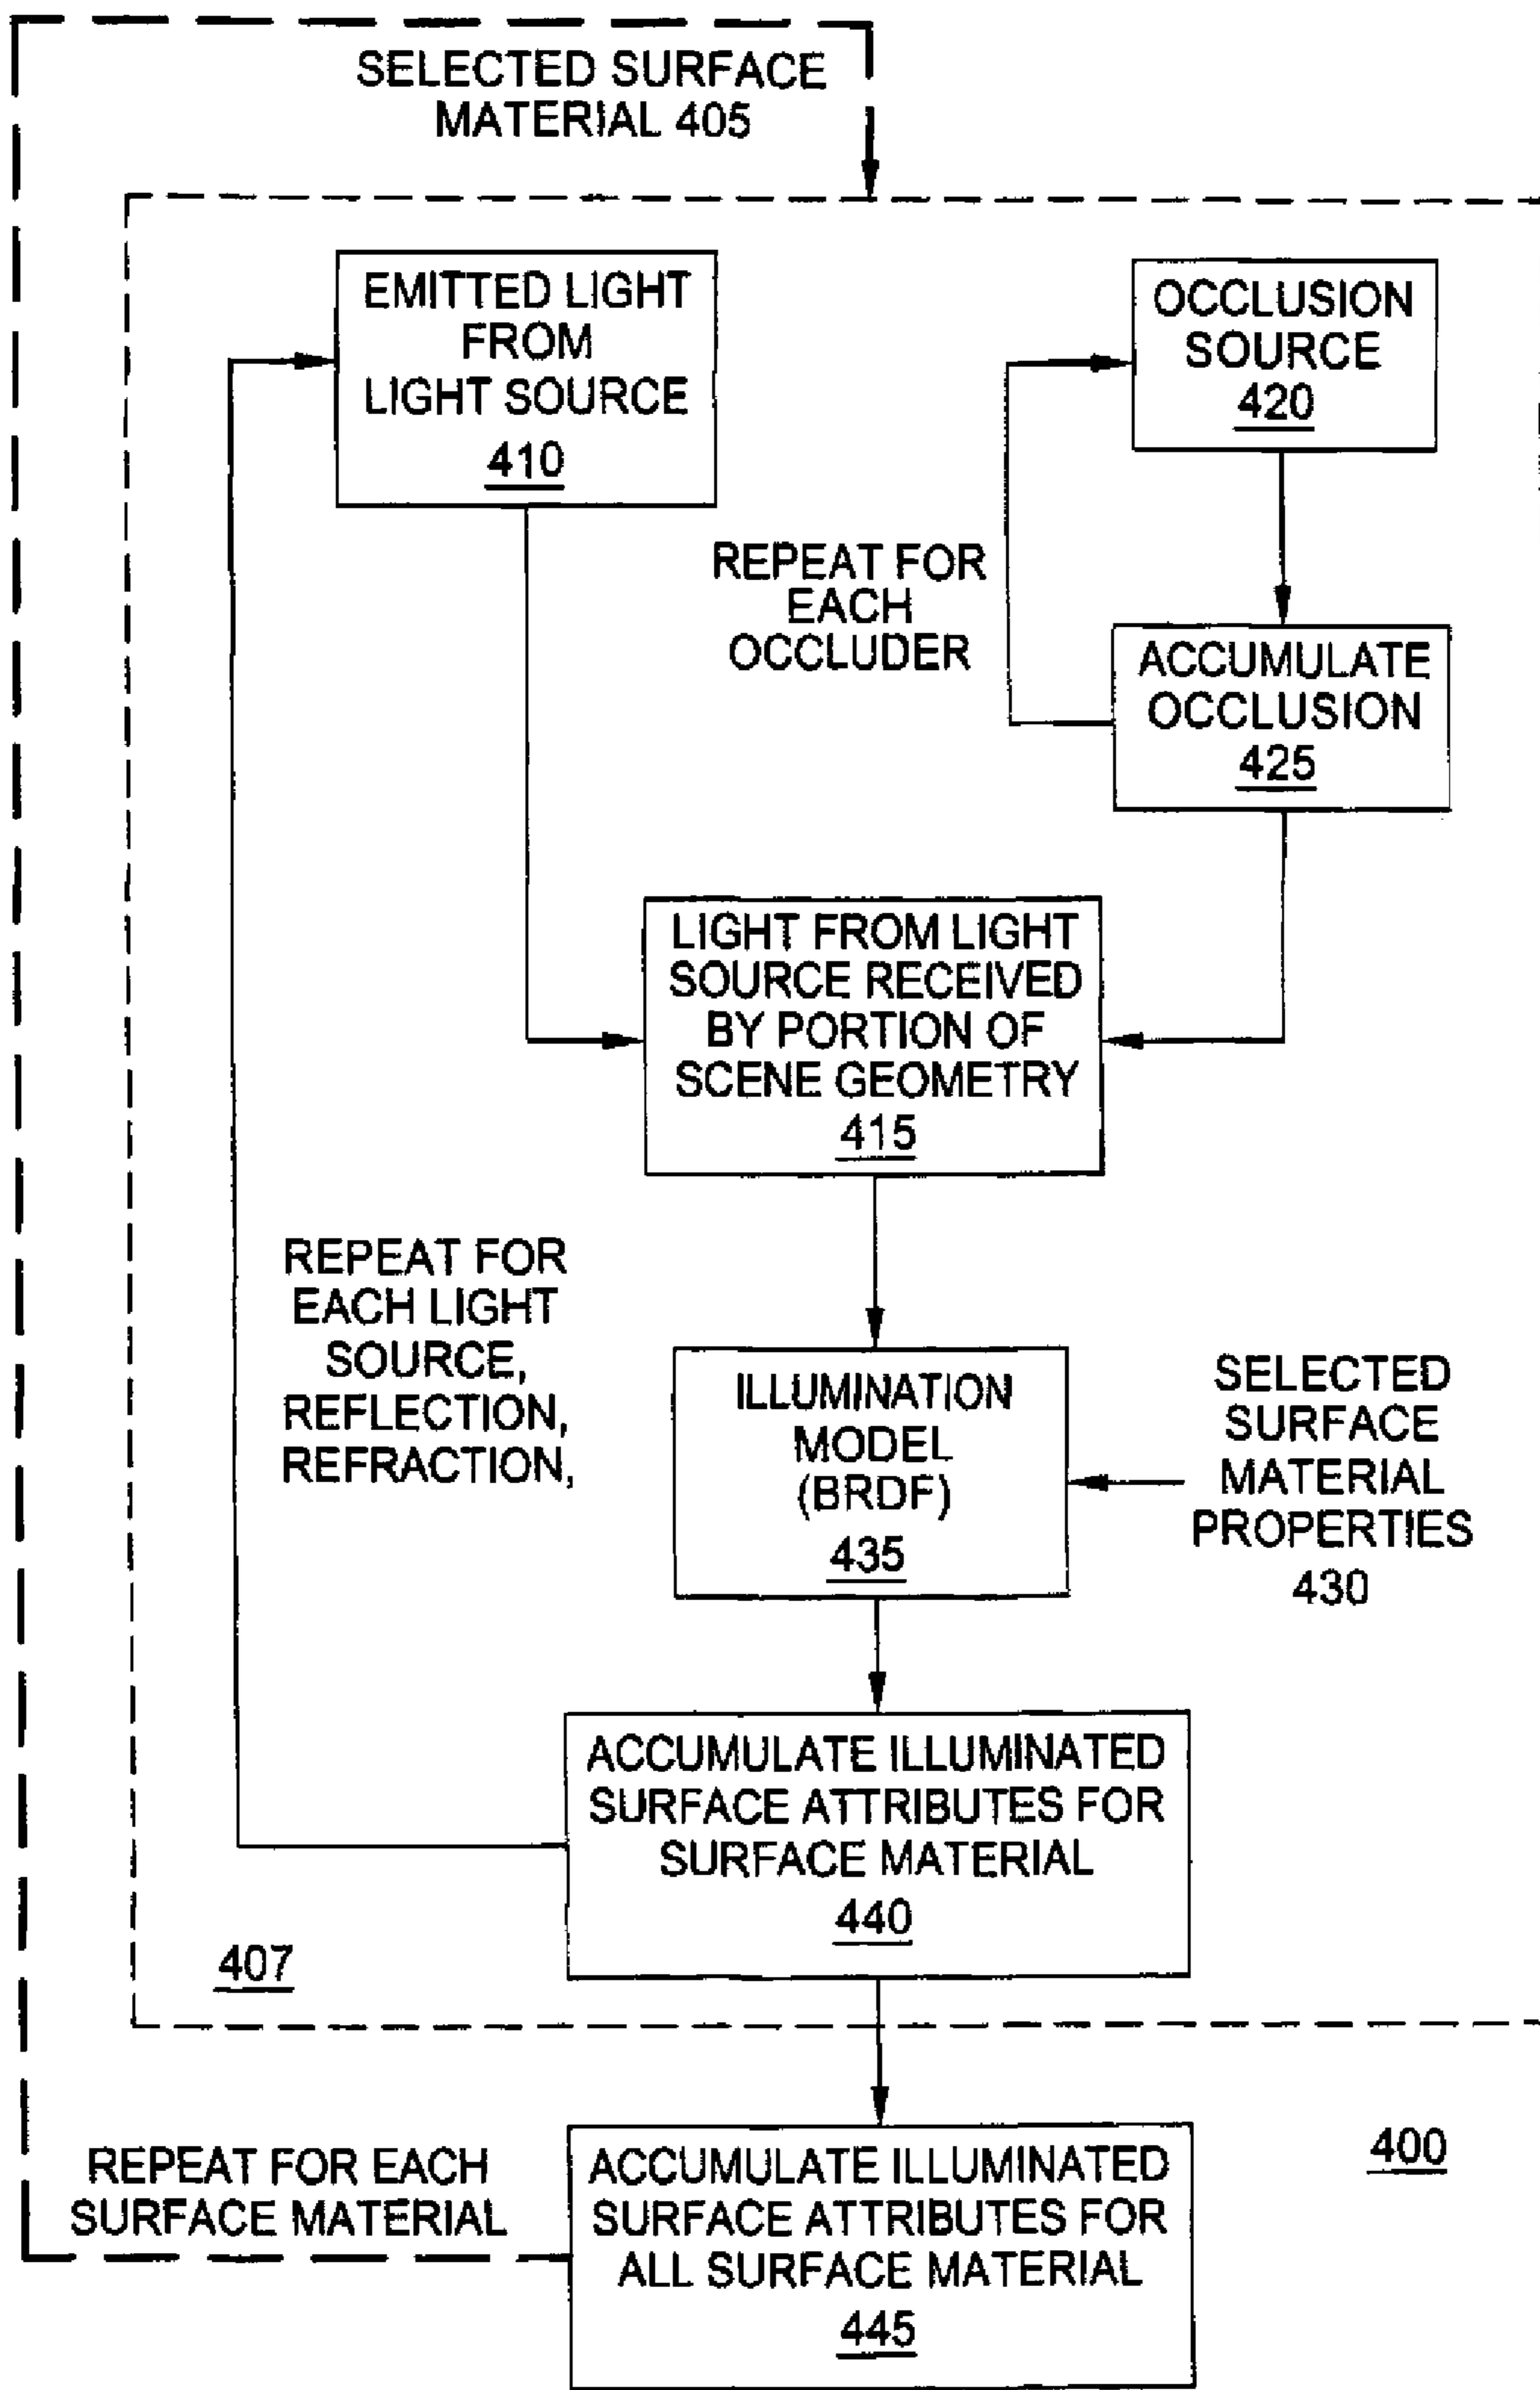 SELECTED SURFACE
MATERIAL 405
EMITTED LIGHT
FROM
LIGHT SOURCE
410
OCCLUSION
SOURCE
420
REPEAT FOR
EACH
OCCLUDER
ACCUMULATE
OCCLUSION
425
LIGHT FROM LIGHT
SOURCE RECEIVED
BY PORTION OF
SCENE GEOMETRY
415
REPEAT FOR
EACH LIGHT
SOURCE,
REFLECTION,
REFRACTION,
ILLUMINATION
MODEL
(BRDF)
435
SELECTED
SURFACE
MATERIAL
PROPERTIES
430
ACCUMULATE ILLUMINATED
SURFACE ATTRIBUTES FOR
SURFACE MATERIAL
440
407
REPEAT FOR EACH
SURFACE MATERIAL
ACCUMULATE ILLUMINATED
SURFACE ATTRIBUTES FOR
ALL SURFACE MATERIAL
445
400